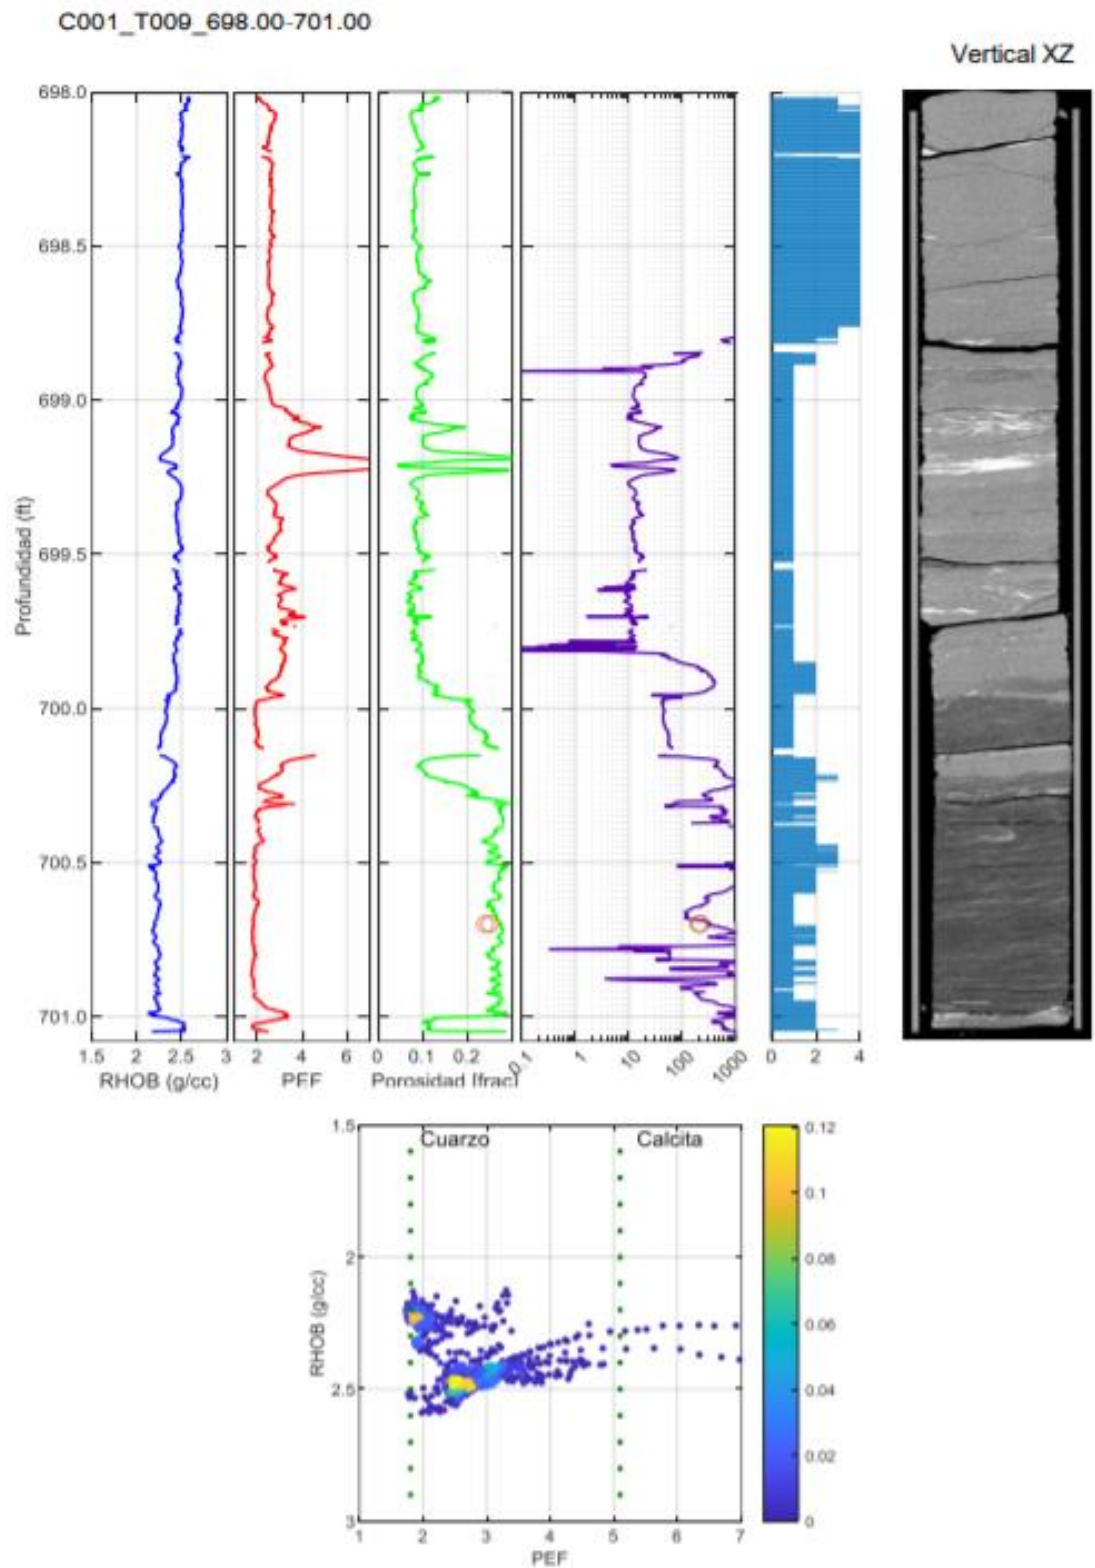 C001_T009_698.00-701.00
Vertical XZ
698.0
698.5
699.0
699.5
700.0
700.5
701.0
Profundidad (ft)
1.5 2 2.5 3
RHOB (g/cc)
2 4 6
PEF
0 0.1 0.2
Porosidad [frac]
0.1 1 10 100 1000
0 2 4
Cuarzo Calcita
1.5
2
2.5
3
RHOB (g/cc)
1 2 3 4 5 6 7
PEF
0.12
0.1
0.08
0.06
0.04
0.02
0